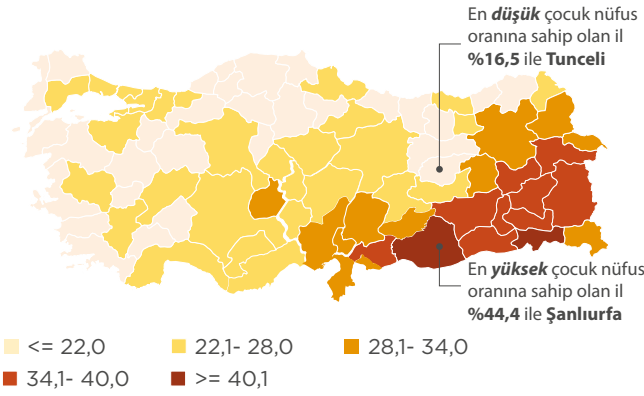 En düşük çocuk nüfus
oranına sahip olan il
%16,5 ile Tunceli
En yüksek çocuk nüfus
oranına sahip olan il
%44,4 ile Şanlıurfa
<= 22,0
22,1- 28,0
28,1- 34,0
34,1- 40,0
>= 40,1